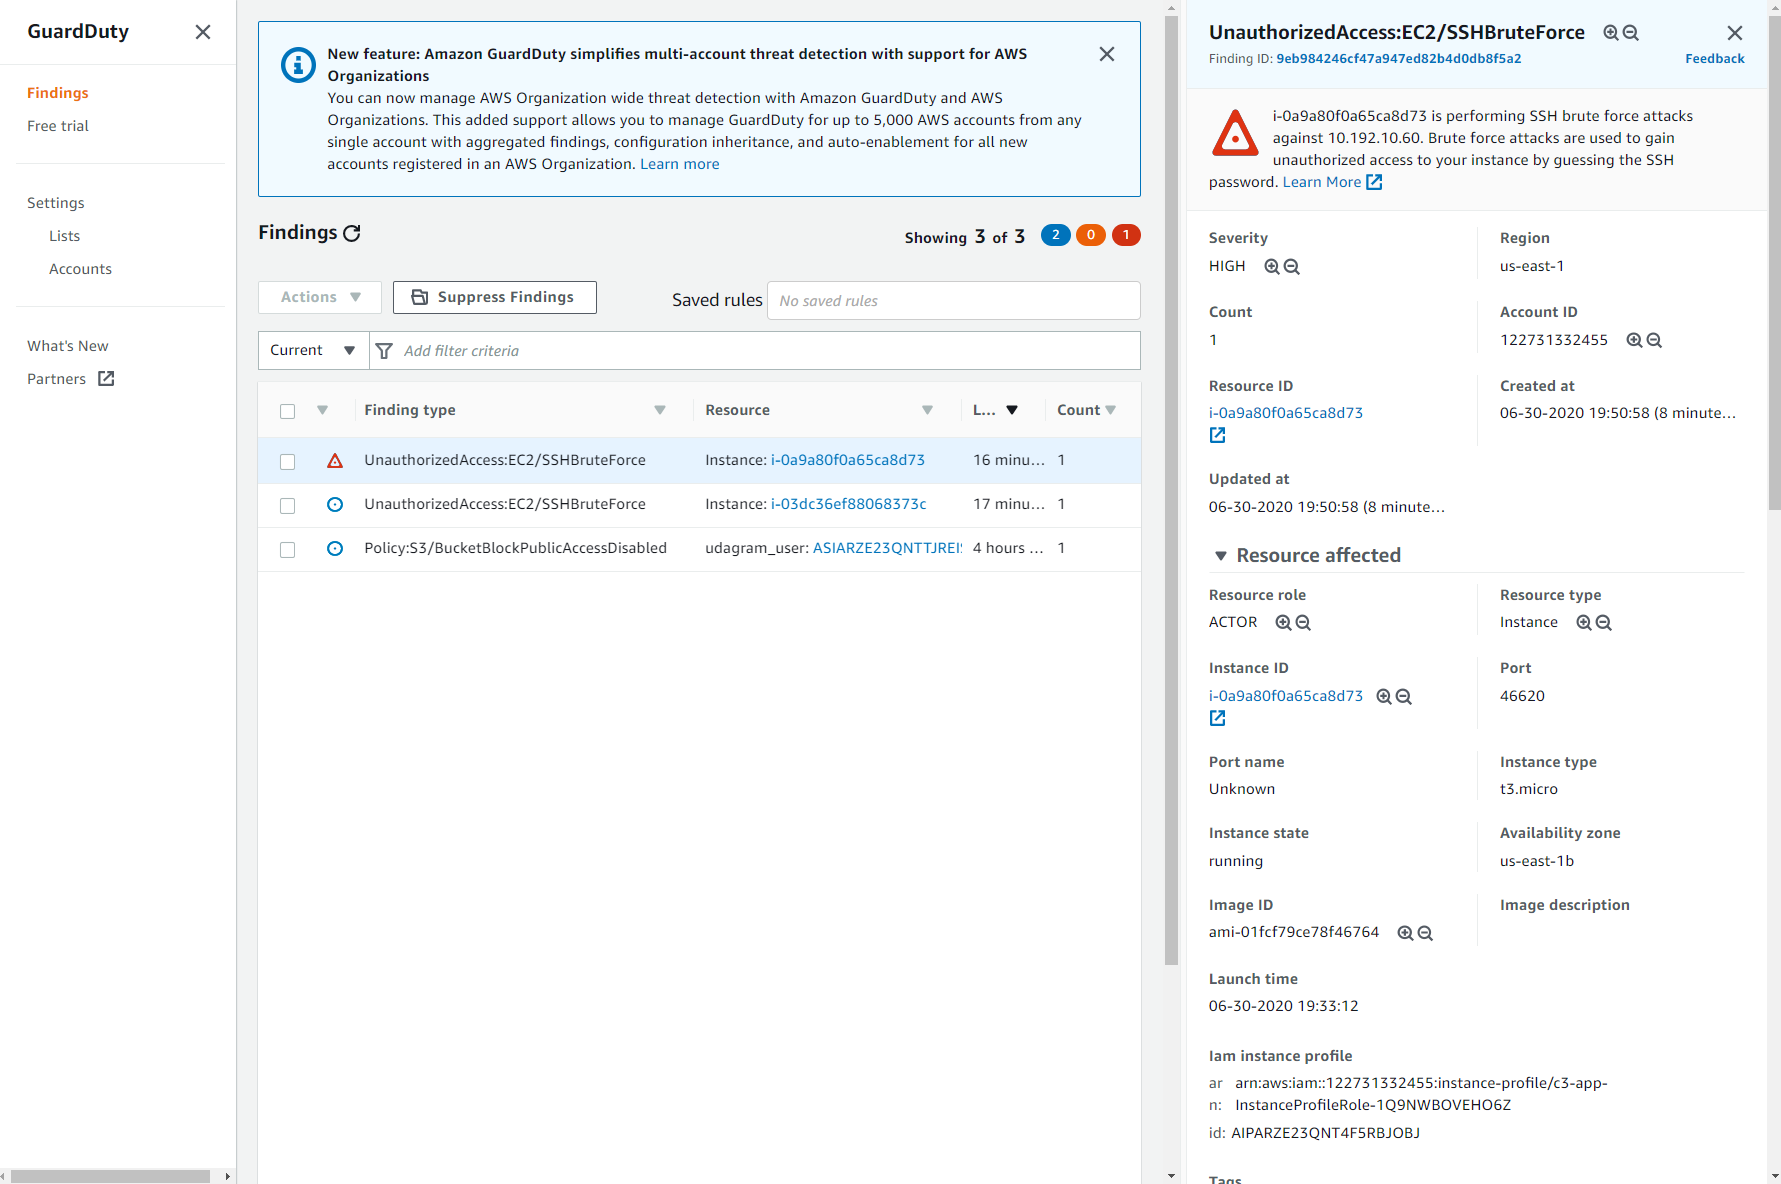 GuardDuty
Findings
Free trial
Settings
Lists
Accounts
What's New
Partners
New feature: Amazon GuardDuty simplifies multi-account threat detection with support for AWS
Organizations
You can now manage AWS Organization wide threat detection with Amazon GuardDuty and AWS
Organizations. This added support allows you to manage GuardDuty for up to 5,000 AWS accounts from any
single account with aggregated findings, configuration inheritance, and auto-enablement for all new
accounts registered in an AWS Organization. Learn more
Findings
Showing 3 of 3 2 0 1
Actions Suppress Findings Saved rules No saved rules
Current Add filter criteria
Finding type Resource L... Count
UnauthorizedAccess:EC2/SSHBruteForce Instance: i-0a9a80f0a65ca8d73 16 minu... 1
UnauthorizedAccess:EC2/SSHBruteForce Instance: i-03dc36ef88068373c 17 minu... 1
Policy:S3/BucketBlockPublicAccessDisabled udagram_user: ASIARZE23QNTTJREI 4 hours ... 1
UnauthorizedAccess:EC2/SSHBruteForce
Finding ID: 9eb984246cf47a947ed82b4d0db8f5a2 Feedback
i-0a9a80f0a65ca8d73 is performing SSH brute force attacks
against 10.192.10.60. Brute force attacks are used to gain
unauthorized access to your instance by guessing the SSH
password. Learn More
Severity Region
HIGH us-east-1
Count Account ID
1 122731332455
Resource ID Created at
i-0a9a80f0a65ca8d73 06-30-2020 19:50:58 (8 minute...
Updated at
06-30-2020 19:50:58 (8 minute...
Resource affected
Resource role Resource type
ACTOR Instance
Instance ID Port
i-0a9a80f0a65ca8d73 46620
Port name Instance type
Unknown t3.micro
Instance state Availability zone
running us-east-1b
Image ID Image description
ami-01fcf79ce78f46764
Launch time
06-30-2020 19:33:12
Iam instance profile
ar arn:aws:iam::122731332455:instance-profile/c3-app-
n: InstanceProfileRole-1Q9NWBOVEHO6Z
id: AIPARZE23QNT4F5RBJOBJ
Tags